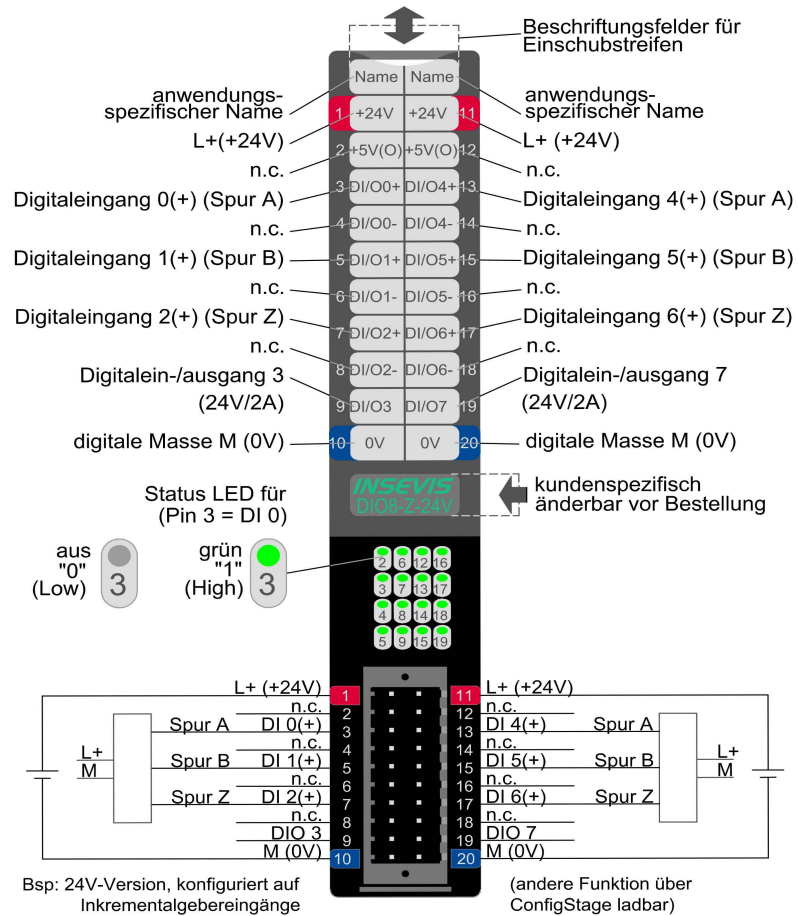 Beschriftungsfelder für
Einschubstreifen
anwendungs-
spezifischer Name
Name Name
anwendungs-
spezifischer Name
L+(+24V)
1 +24V +24V 11
L+ (+24V)
n.c.
2 +5V(O) +5V(O) 12
n.c.
Digitaleingang 0(+) (Spur A)
3 DI/O0+ DI/O4+ 13
Digitaleingang 4(+) (Spur A)
n.c.
4 DI/O0- DI/O4- 14
n.c.
Digitaleingang 1(+) (Spur B)
5 DI/O1+ DI/O5+ 15
Digitaleingang 5(+) (Spur B)
n.c.
6 DI/O1- DI/O5- 16
n.c.
Digitaleingang 2(+) (Spur Z)
7 DI/O2+ DI/O6+ 17
Digitaleingang 6(+) (Spur Z)
n.c.
8 DI/O2- DI/O6- 18
n.c.
Digitalein-/ausgang 3
(24V/2A)
9 DI/O3 DI/O7 19
Digitalein-/ausgang 7
(24V/2A)
digitale Masse M (0V)
10 0V 0V 20
digitale Masse M (0V)
INSEVIS
DIO8-Z-24V
kundenspezifisch
änderbar vor Bestellung
Status LED für
(Pin 3 = DI 0)
aus
"0"
(Low)
3
grün
"1"
(High)
3
2 6 12 16
3 7 13 17
4 8 14 18
5 9 15 19
L+ (+24V) 1 11 L+ (+24V)
n.c. 2 12 n.c.
Spur A DI 0(+) 3 13 DI 4(+) Spur A
n.c. 4 14 n.c.
L+
M
Spur B DI 1(+) 5 15 DI 5(+) Spur B
L+
M
n.c. 6 16 n.c.
Spur Z DI 2(+) 7 17 DI 6(+) Spur Z
n.c. 8 18 n.c.
DIO 3 9 19 DIO 7
M (0V) 10 20 M (0V)
Bsp: 24V-Version, konfiguriert auf
Inkrementalgebereingänge
(andere Funktion über
ConfigStage ladbar)